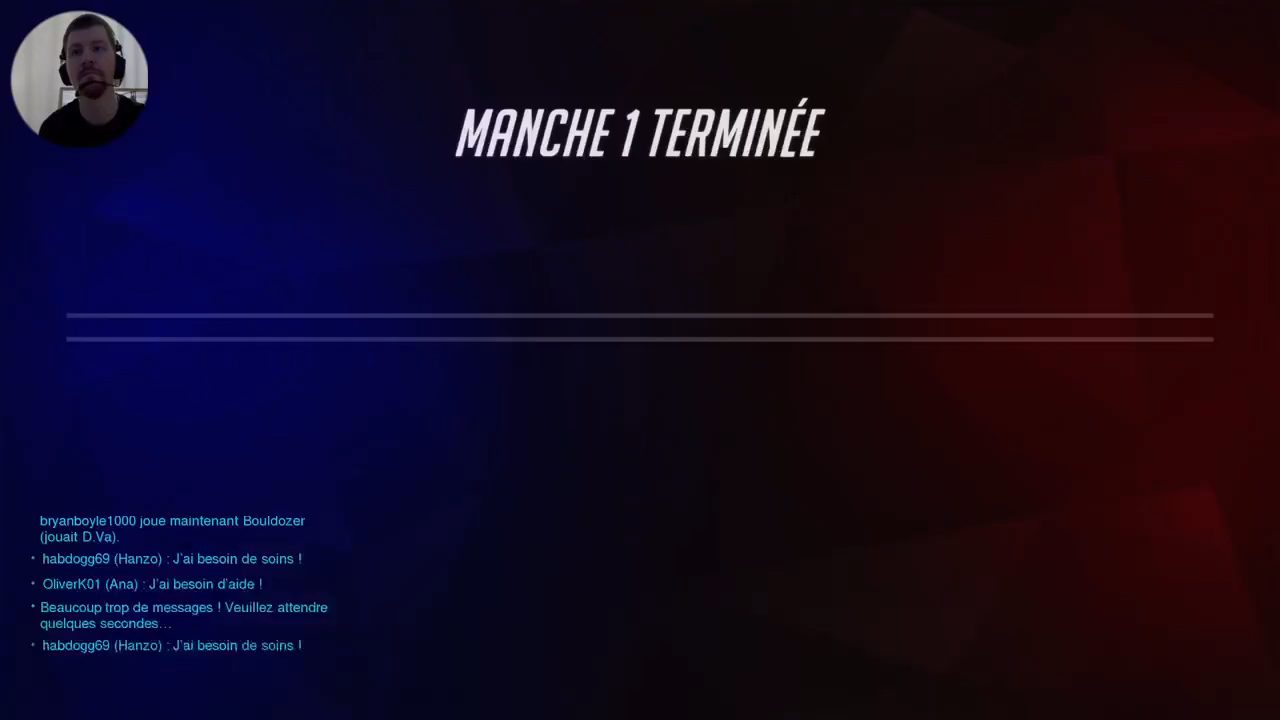 MANCHE 1 TERMINÉE
bryanboyle1000 joue maintenant Bouldozer
(jouait D.Va).
• habdogg69 (Hanzo) : J'ai besoin de soins !
• OliverK01 (Ana) : J'ai besoin d'aide !
• Beaucoup trop de messages ! Veuillez attendre
quelques secondes…
• habdogg69 (Hanzo) : J'ai besoin de soins !